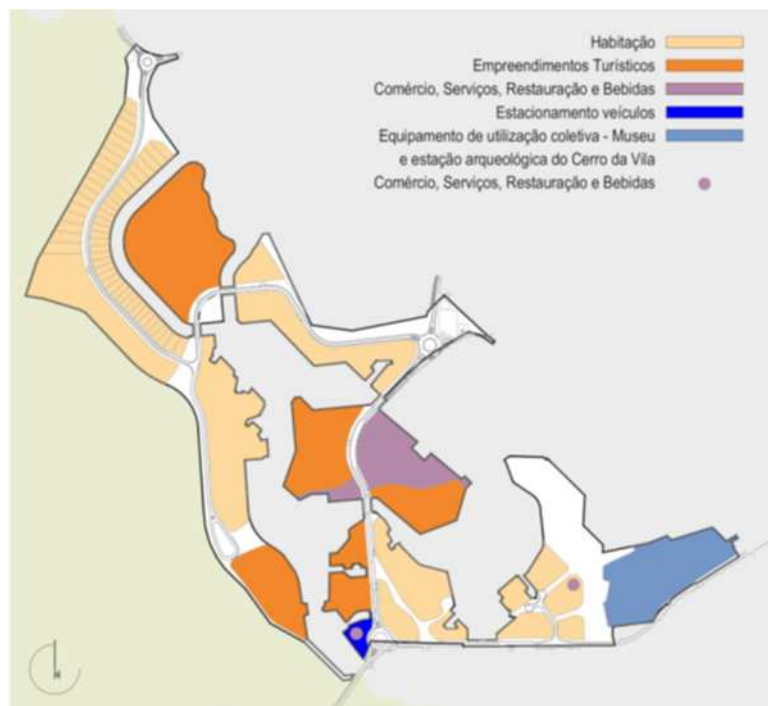 Habitação
Empreendimentos Turísticos
Comércio, Serviços, Restauração e Bebidas
Estacionamento veículos
Equipamento de utilização coletiva - Museu
e estação arqueológica do Cerro da Vila
Comércio, Serviços, Restauração e Bebidas